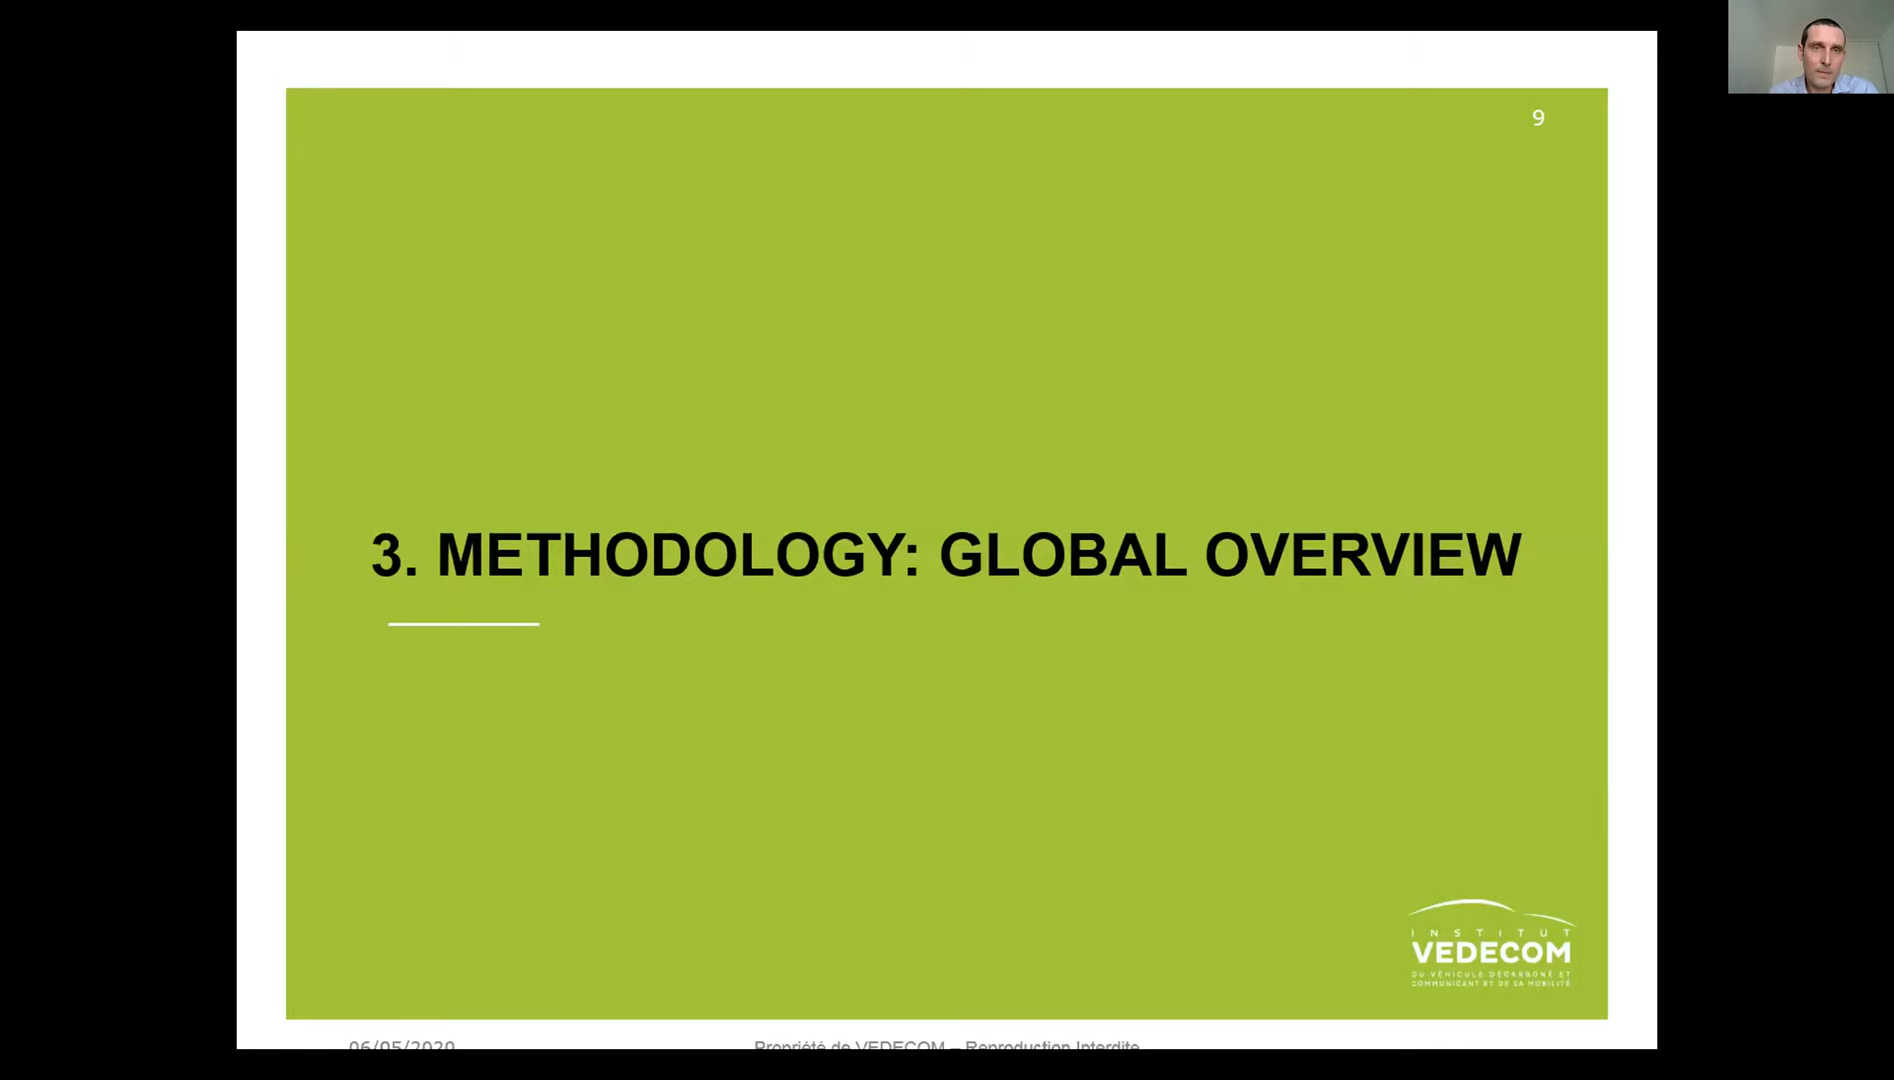 9
3. METHODOLOGY: GLOBAL OVERVIEW
INSTITUT
VEDECOM
DU VÉHICULE DÉCARBONÉ ET
COMMUNICANT ET DE SA MOBILITÉ
06/05/2020
Propriété de VEDECOM – Reproduction Interdite